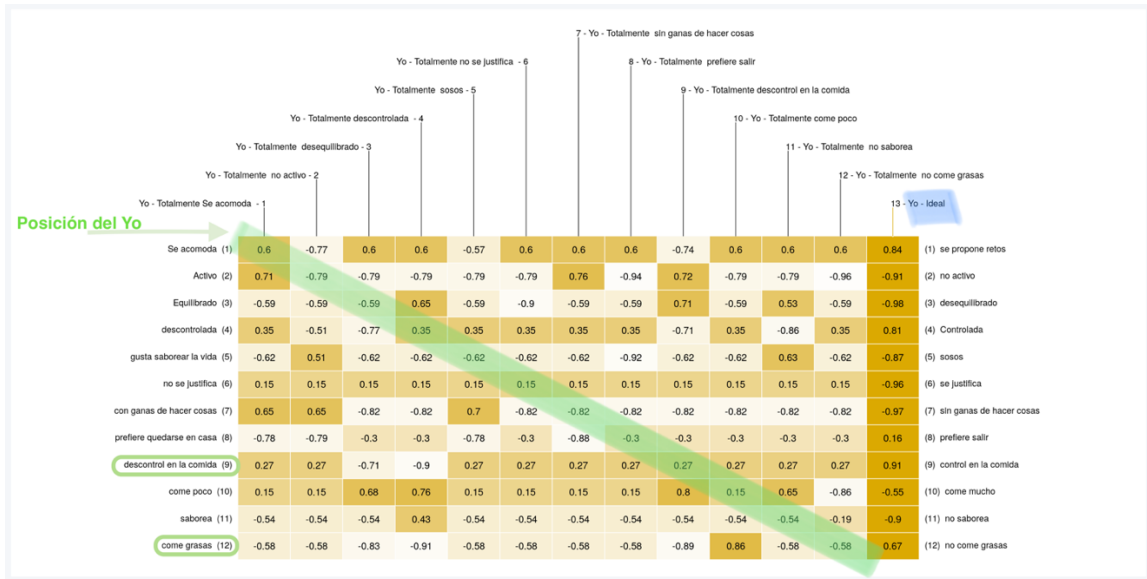 7 - Yo - Totalmente sin ganas de hacer cosas
Yo - Totalmente no se justifica - 6
8 - Yo - Totalmente prefiere salir
Yo - Totalmente sosos - 5
9 - Yo - Totalmente descontrol en la comida
Yo - Totalmente descontrolada - 4
10 - Yo - Totalmente come poco
Yo - Totalmente desequilibrado - 3
11 - Yo - Totalmente no saborea
Yo - Totalmente no activo - 2
12 - Yo - Totalmente no come grasas
Yo - Totalmente Se acomoda - 1
13 - Yo - Ideal
Posición del Yo
Se acomoda (1) 0.6 -0.77 0.6 0.6 -0.57 0.6 0.6 0.6 -0.74 0.6 0.6 0.6 0.84 (1) se propone retos
Activo (2) 0.71 -0.79 -0.79 -0.79 -0.79 -0.79 0.76 -0.94 0.72 -0.79 -0.79 -0.96 -0.91 (2) no activo
Equilibrado (3) -0.59 -0.59 -0.59 0.65 -0.59 -0.9 -0.59 -0.59 0.71 -0.59 0.53 -0.59 -0.98 (3) desequilibrado
descontrolada (4) 0.35 -0.51 -0.77 0.35 0.35 0.35 0.35 0.35 -0.71 0.35 -0.86 0.35 0.81 (4) Controlada
gusta saborear la vida (5) -0.62 0.51 -0.62 -0.62 -0.62 -0.62 -0.62 -0.92 -0.62 -0.62 0.63 -0.62 -0.87 (5) sosos
no se justifica (6) 0.15 0.15 0.15 0.15 0.15 0.15 0.15 0.15 0.15 0.15 0.15 0.15 -0.96 (6) se justifica
con ganas de hacer cosas (7) 0.65 0.65 -0.82 -0.82 0.7 -0.82 -0.82 -0.82 -0.82 -0.82 -0.82 -0.82 -0.97 (7) sin ganas de hacer cosas
prefiere quedarse en casa (8) -0.78 -0.79 -0.3 -0.3 -0.78 -0.3 -0.88 -0.3 -0.3 -0.3 -0.3 -0.3 0.16 (8) prefiere salir
descontrol en la comida (9) 0.27 0.27 -0.71 -0.9 0.27 0.27 0.27 0.27 0.27 0.27 0.27 0.27 0.91 (9) control en la comida
come poco (10) 0.15 0.15 0.68 0.76 0.15 0.15 0.15 0.15 0.8 0.15 0.65 -0.86 -0.55 (10) come mucho
saborea (11) -0.54 -0.54 -0.54 0.43 -0.54 -0.54 -0.54 -0.54 -0.54 -0.54 -0.54 -0.19 -0.9 (11) no saborea
come grasas (12) -0.58 -0.58 -0.83 -0.91 -0.58 -0.58 -0.58 -0.58 -0.89 0.86 -0.58 -0.58 0.67 (12) no come grasas